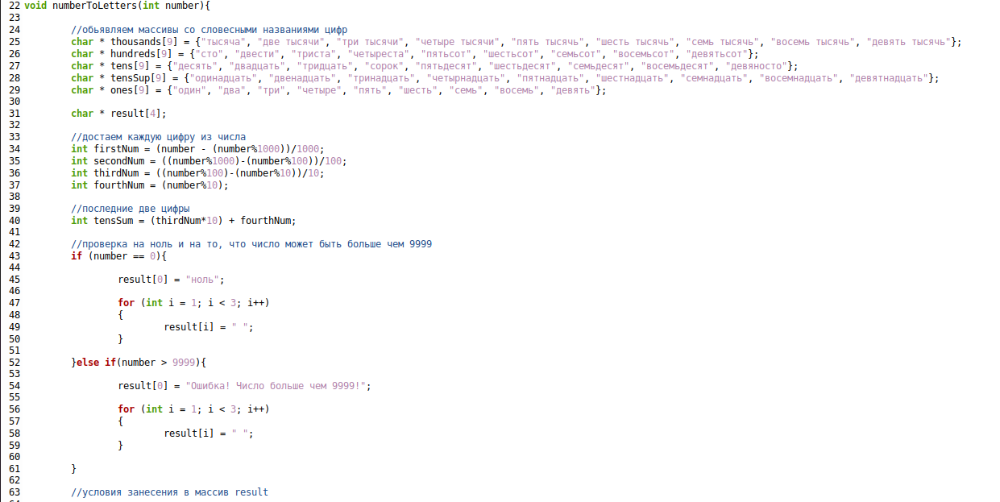 22 void numberToLetters(int number){
23
24 //обьявляем массивы со словесными названиями цифр
25 char * thousands[9] = {"тысяча", "две тысячи", "три тысячи", "четыре тысячи", "пять тысячь", "шесть тысячь", "семь тысячь", "восемь тысячь", "девять тысячь"};
26 char * hundreds[9] = {"сто", "двести", "триста", "четыреста", "пятьсот", "шестьсот", "семьсот", "восемьсот", "девятьсот"};
27 char * tens[9] = {"десять", "двадцать", "тридцать", "сорок", "пятьдесят", "шестьдесят", "семьдесят", "восемьдесят", "девяносто"};
28 char * tensSup[9] = {"одинадцать", "двенадцать", "тринадцать", "четырнадцать", "пятнадцать", "шестнадцать", "семнадцать", "восемнадцать", "девятнадцать"};
29 char * ones[9] = {"один", "два", "три", "четыре", "пять", "шесть", "семь", "восемь", "девять"};
30
31 char * result[4];
32
33 //достаем каждую цифру из числа
34 int firstNum = (number - (number%1000))/1000;
35 int secondNum = ((number%1000)-(number%100))/100;
36 int thirdNum = ((number%100)-(number%10))/10;
37 int fourthNum = (number%10);
38
39 //последние две цифры
40 int tensSum = (thirdNum*10) + fourthNum;
41
42 //проверка на ноль и на то, что число может быть больше чем 9999
43 if (number == 0){
44
45 result[0] = "ноль";
46
47 for (int i = 1; i < 3; i++)
48 {
49 result[i] = " ";
50 }
51
52 }else if(number > 9999){
53
54 result[0] = "Ошибка! Число больше чем 9999!";
55
56 for (int i = 1; i < 3; i++)
57 {
58 result[i] = " ";
59 }
60
61 }
62
63 //условия занесения в массив result